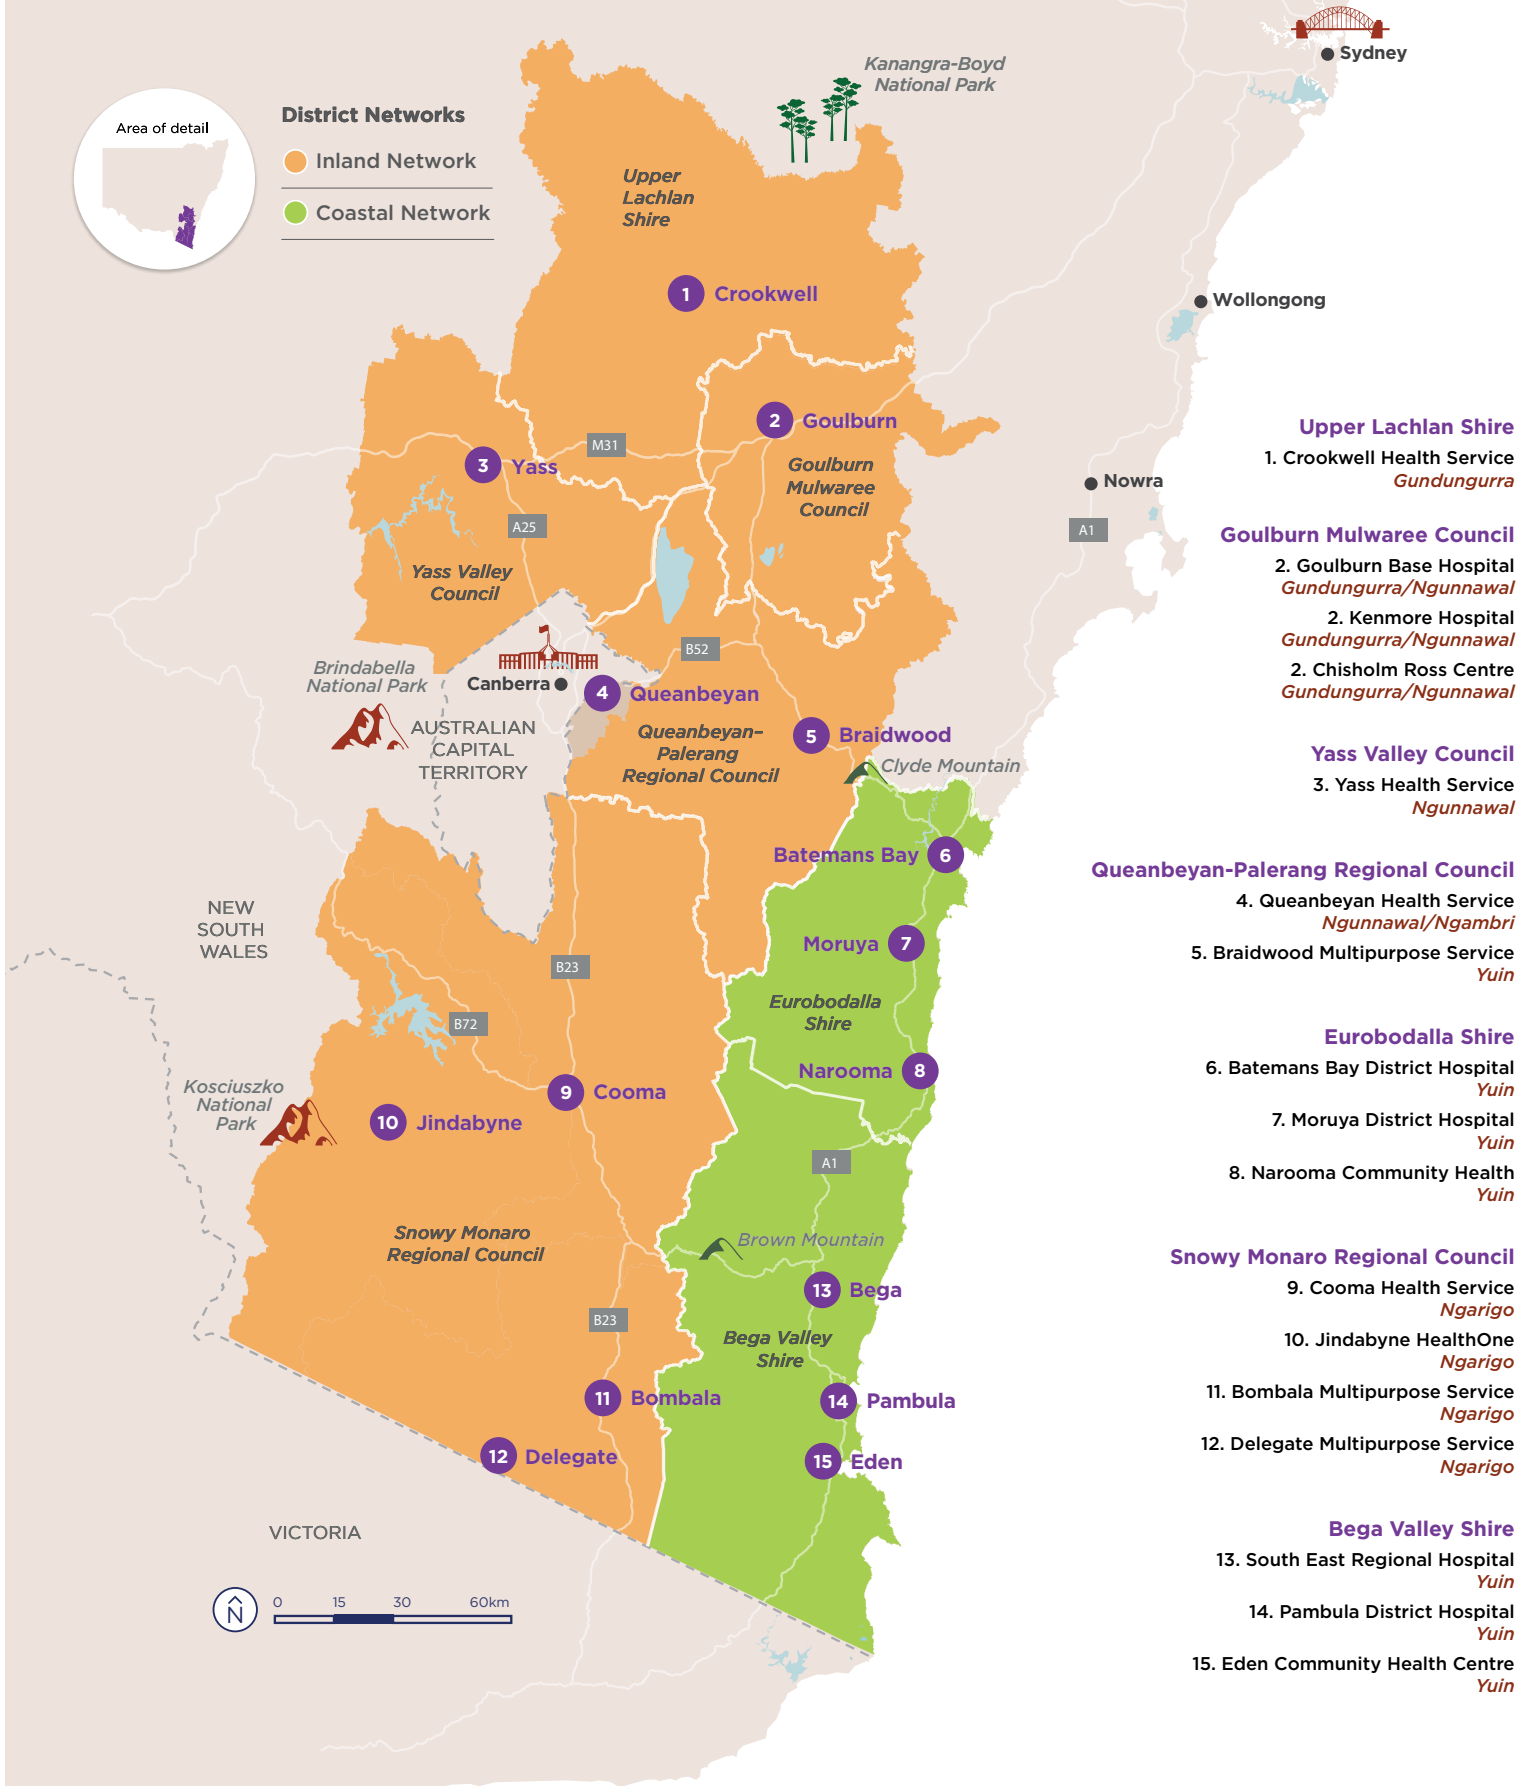 Sydney
Kanangra-Boyd
National Park
Area of detail
District Networks
Inland Network
Coastal Network
Upper
Lachlan
Shire
1 Crookwell
Wollongong
2 Goulburn
M31
3 Yass
Goulburn
Mulwaree
Council
Nowra
A1
A25
Yass Valley
Council
B52
Brindabella
National Park
Canberra
4 Queanbeyan
AUSTRALIAN
CAPITAL
TERRITORY
Queanbeyan–
Palerang
Regional Council
5 Braidwood
Clyde Mountain
Batemans Bay 6
NEW
SOUTH
WALES
Moruya 7
B23
Eurobodalla
Shire
B72
Narooma 8
Kosciuszko
National
Park
9 Cooma
10 Jindabyne
A1
Snowy Monaro
Regional Council
Brown Mountain
13 Bega
B23
Bega Valley
Shire
11 Bombala
14 Pambula
12 Delegate
15 Eden
VICTORIA
N
0 15 30 60km
Upper Lachlan Shire
1. Crookwell Health Service
Gundungurra
Goulburn Mulwaree Council
2. Goulburn Base Hospital
Gundungurra/Ngunnawal
2. Kenmore Hospital
Gundungurra/Ngunnawal
2. Chisholm Ross Centre
Gundungurra/Ngunnawal
Yass Valley Council
3. Yass Health Service
Ngunnawal
Queanbeyan-Palerang Regional Council
4. Queanbeyan Health Service
Ngunnawal/Ngambri
5. Braidwood Multipurpose Service
Yuin
Eurobodalla Shire
6. Batemans Bay District Hospital
Yuin
7. Moruya District Hospital
Yuin
8. Narooma Community Health
Yuin
Snowy Monaro Regional Council
9. Cooma Health Service
Ngarigo
10. Jindabyne HealthOne
Ngarigo
11. Bombala Multipurpose Service
Ngarigo
12. Delegate Multipurpose Service
Ngarigo
Bega Valley Shire
13. South East Regional Hospital
Yuin
14. Pambula District Hospital
Yuin
15. Eden Community Health Centre
Yuin